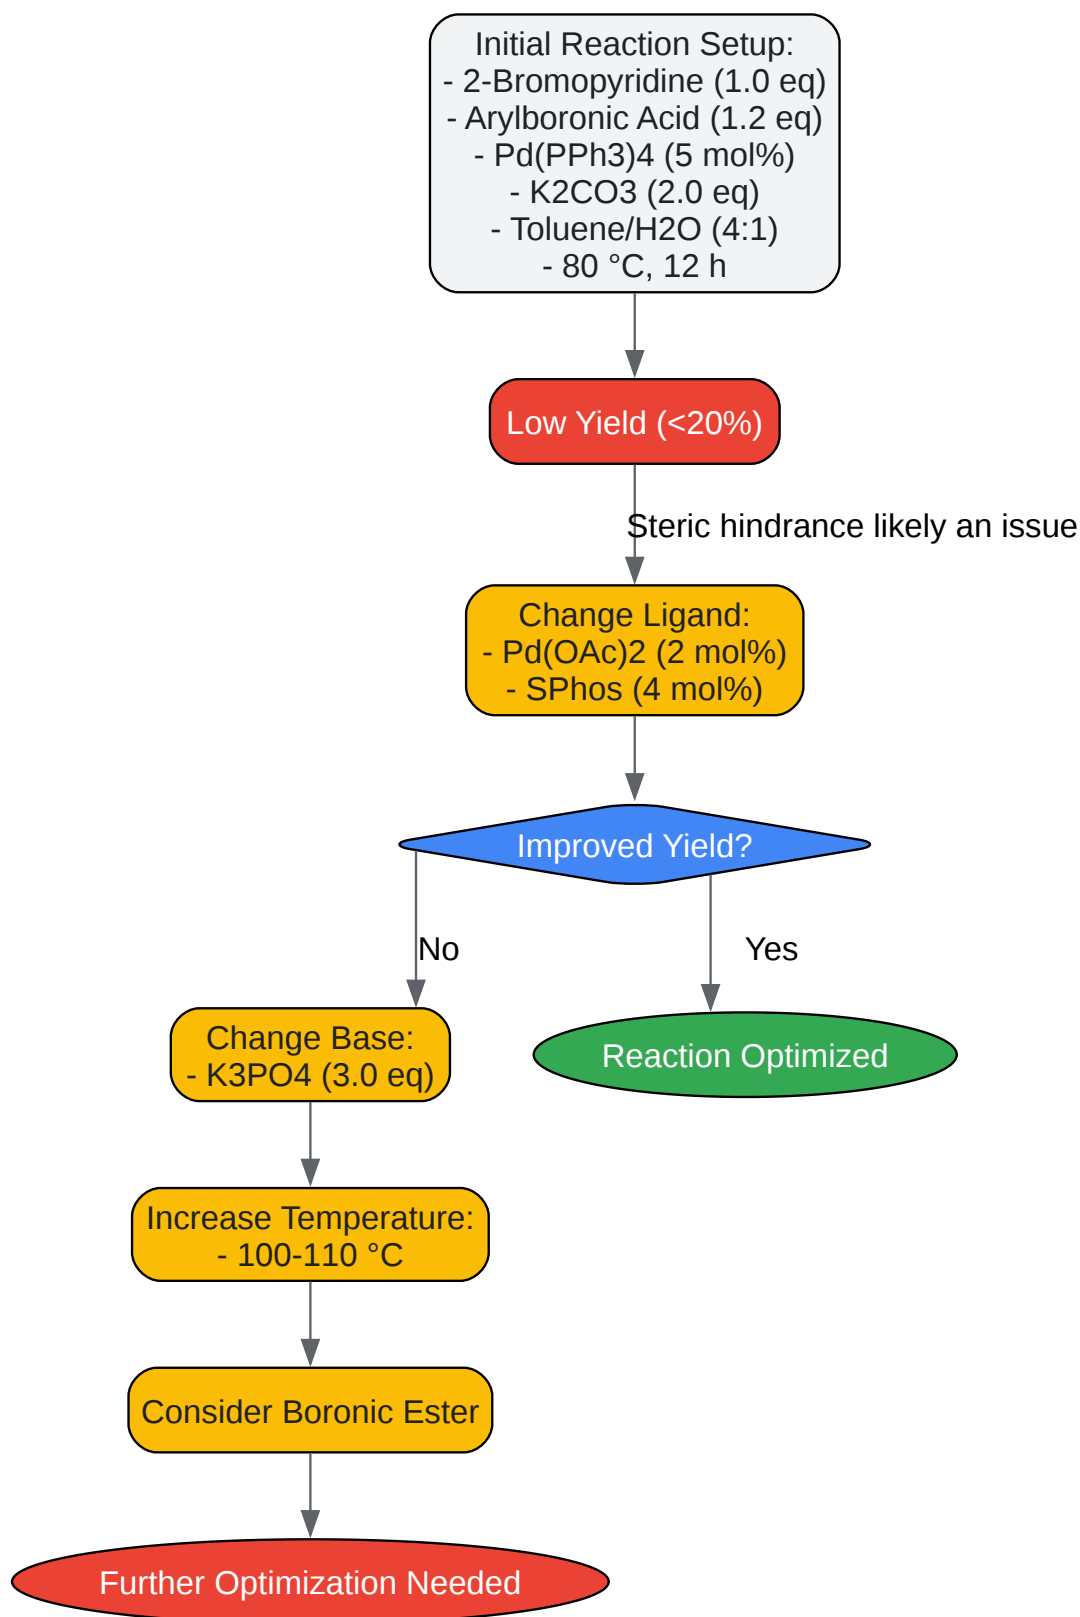 Initial Reaction Setup:
- 2-Bromopyridine (1.0 eq)
- Arylboronic Acid (1.2 eq)
- Pd(PPh3)4 (5 mol%)
- K2CO3 (2.0 eq)
- Toluene/H2O (4:1)
- 80 °C, 12 h
Low Yield (<20%)
Steric hindrance likely an issue
Change Ligand:
- Pd(OAc)2 (2 mol%)
- SPhos (4 mol%)
Improved Yield?
No
Yes
Change Base:
- K3PO4 (3.0 eq)
Reaction Optimized
Increase Temperature:
- 100-110 °C
Consider Boronic Ester
Further Optimization Needed